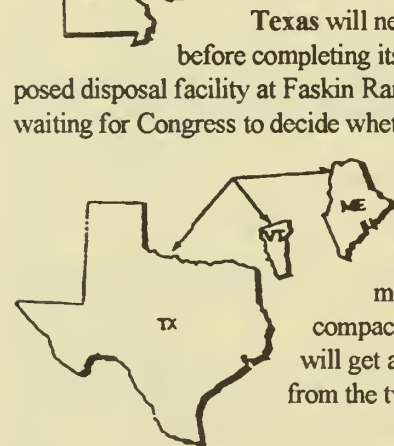 Texas will ne
before completing its
posed disposal facility at Faskin Ra
waiting for Congress to decide whet
ME
VT
TX
m
compac
will get a
from the tv